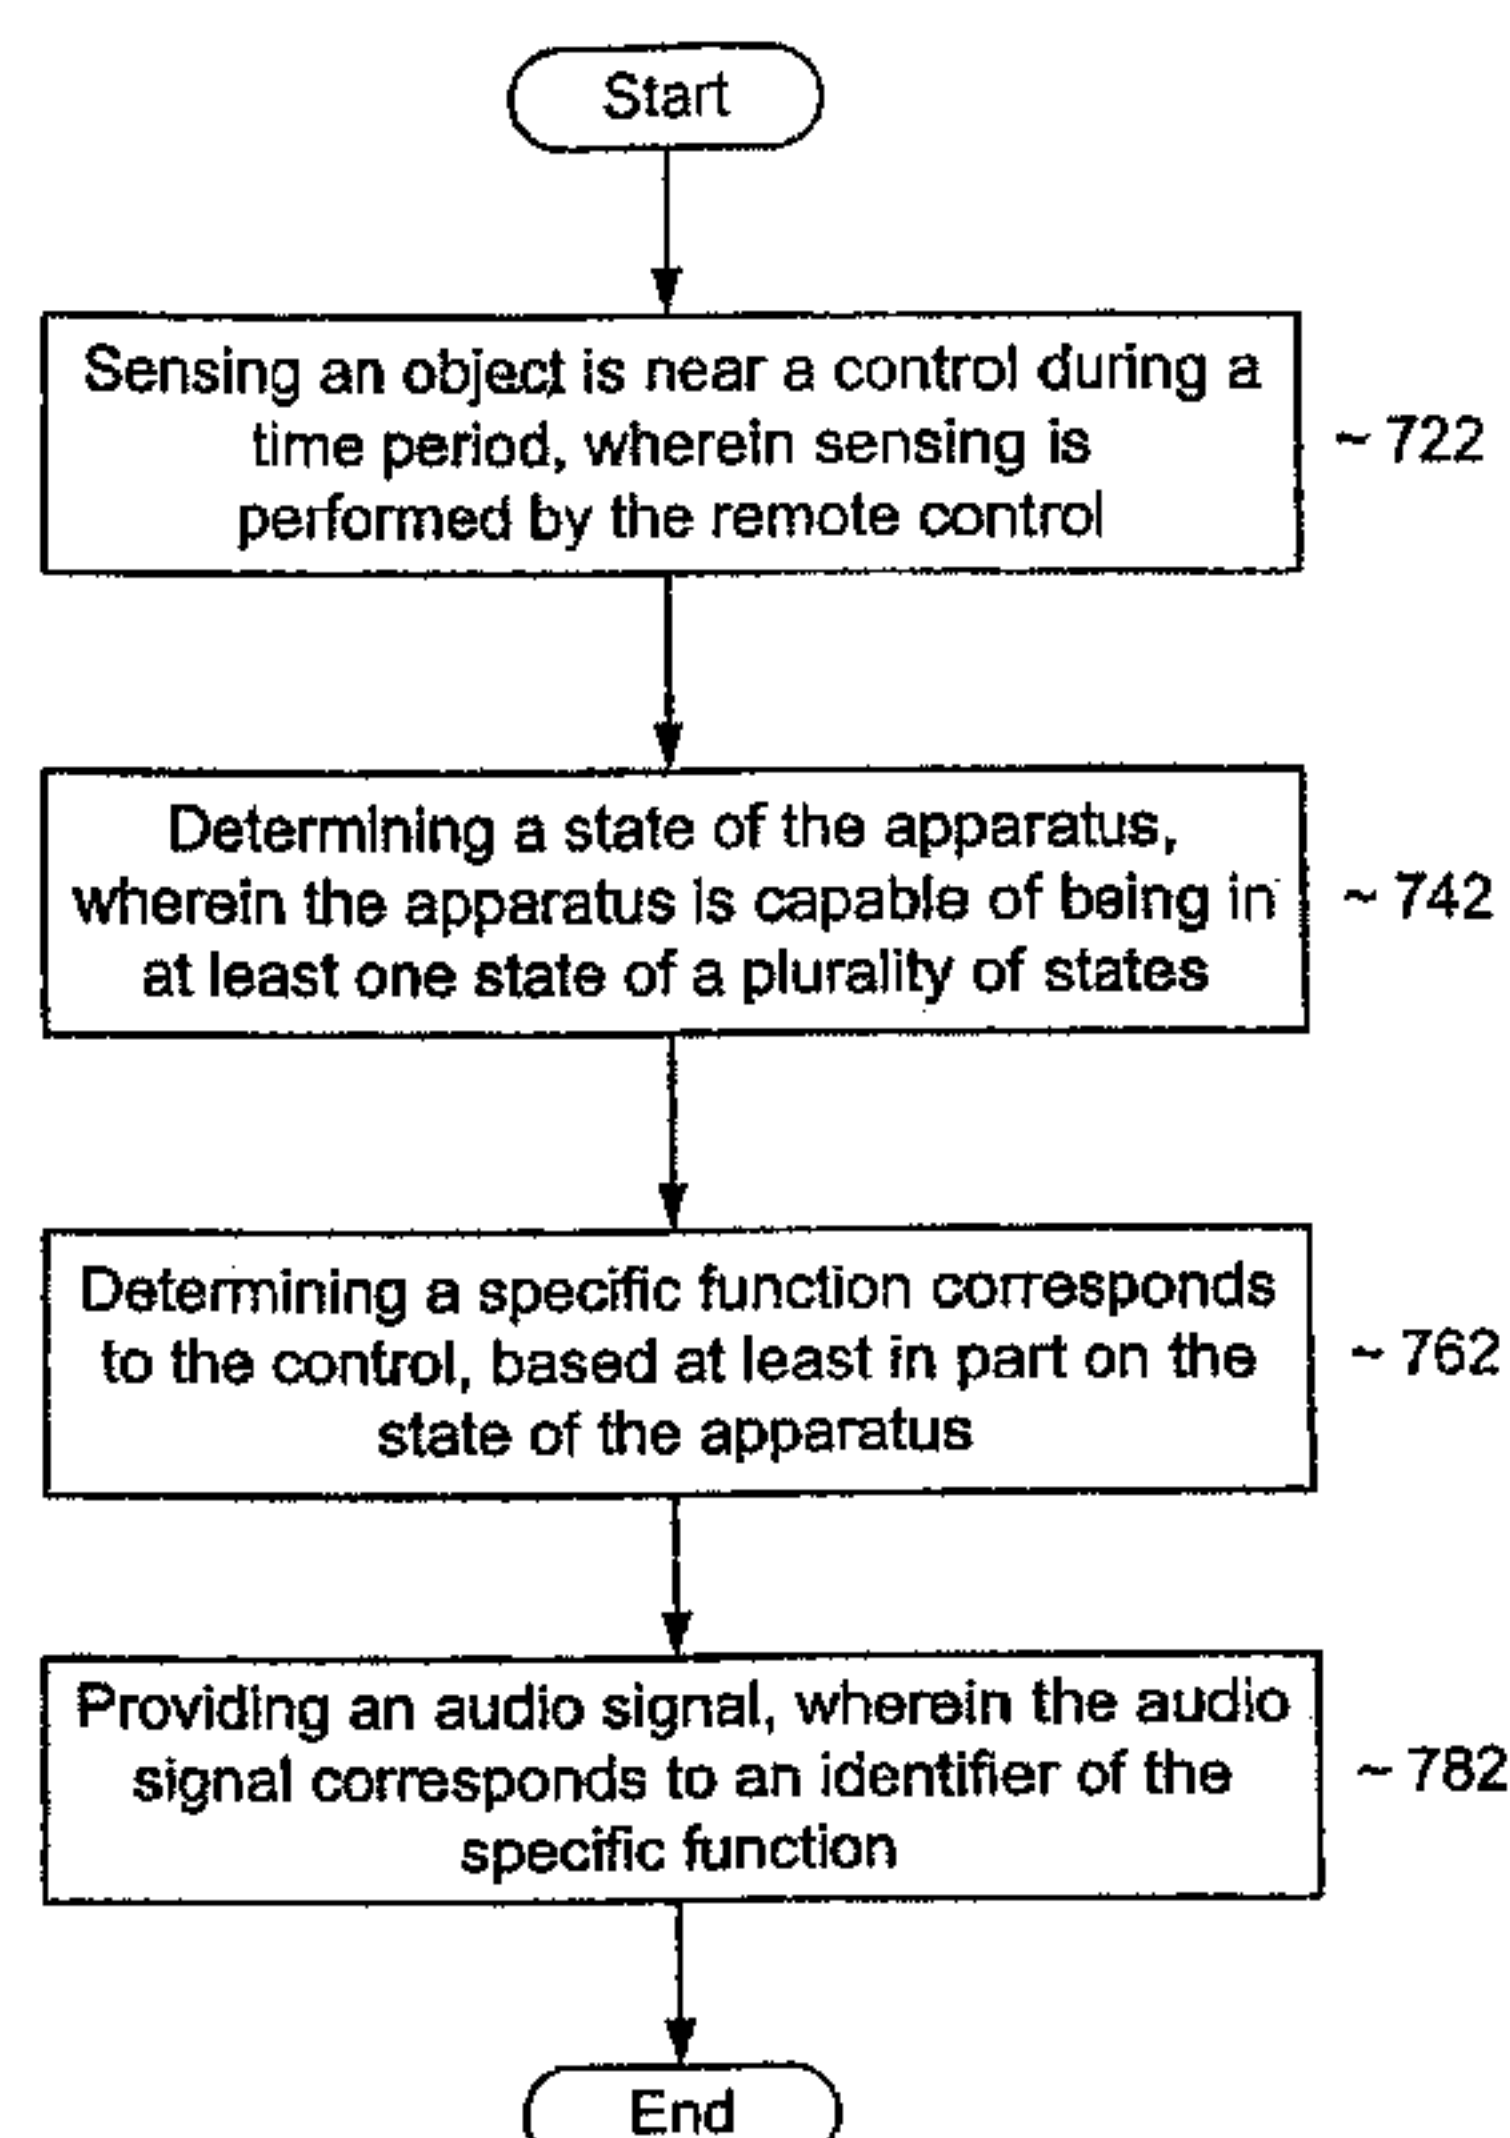 Start
Sensing an object is near a control during a
time period, wherein sensing is
performed by the remote control
~ 722
Determining a state of the apparatus,
wherein the apparatus is capable of being in
at least one state of a plurality of states
~ 742
Determining a specific function corresponds
to the control, based at least in part on the
state of the apparatus
~ 762
Providing an audio signal, wherein the audio
signal corresponds to an identifier of the
specific function
~ 782
End